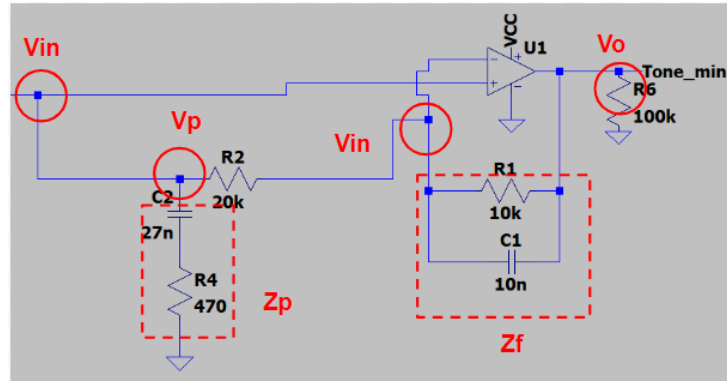 Vin
VCC
U1
Vo
Tone_min
R6
100k
Vp
Vin
R2
20k
C2
27n
R1
10k
R4
470
Zp
C1
10n
Zf